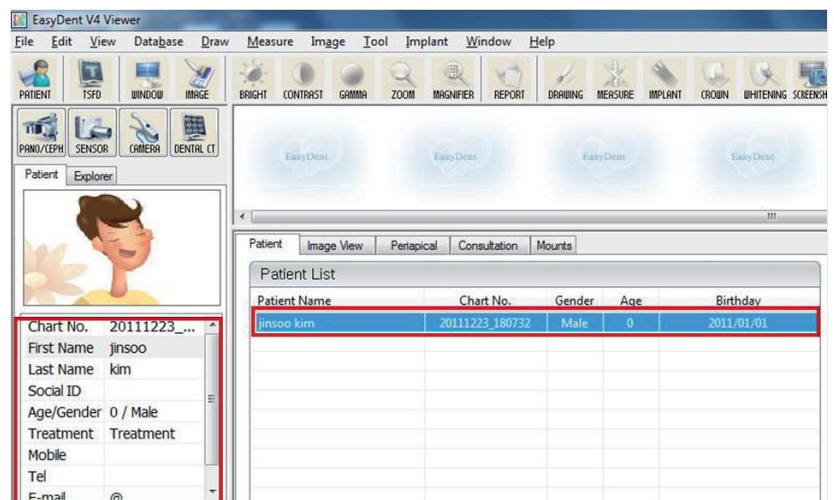 EasyDent V4 Viewer
File Edit View Database Draw Measure Image Tool Implant Window Help
PATIENT TSFD WINDOW IMAGE BRIGHT CONTRAST GAMMA ZOOM MAGNIFIER REPORT DRAWING MEASURE IMPLANT CROWN WHITENING SCREENSH
PANO/CEPH SENSOR CAMERA DENTAL CT
EasyDent EasyDent EasyDent EasyDent
Patient Explorer
Patient Image View Periapical Consultation Mounts
Patient List
Patient Name Chart No. Gender Age Birthday
jinsoo kim 20111223_180732 Male 0 2011/01/01
Chart No. 20111223_...
First Name jinsoo
Last Name kim
Social ID
Age/Gender 0 / Male
Treatment Treatment
Mobile
Tel
E-mail @